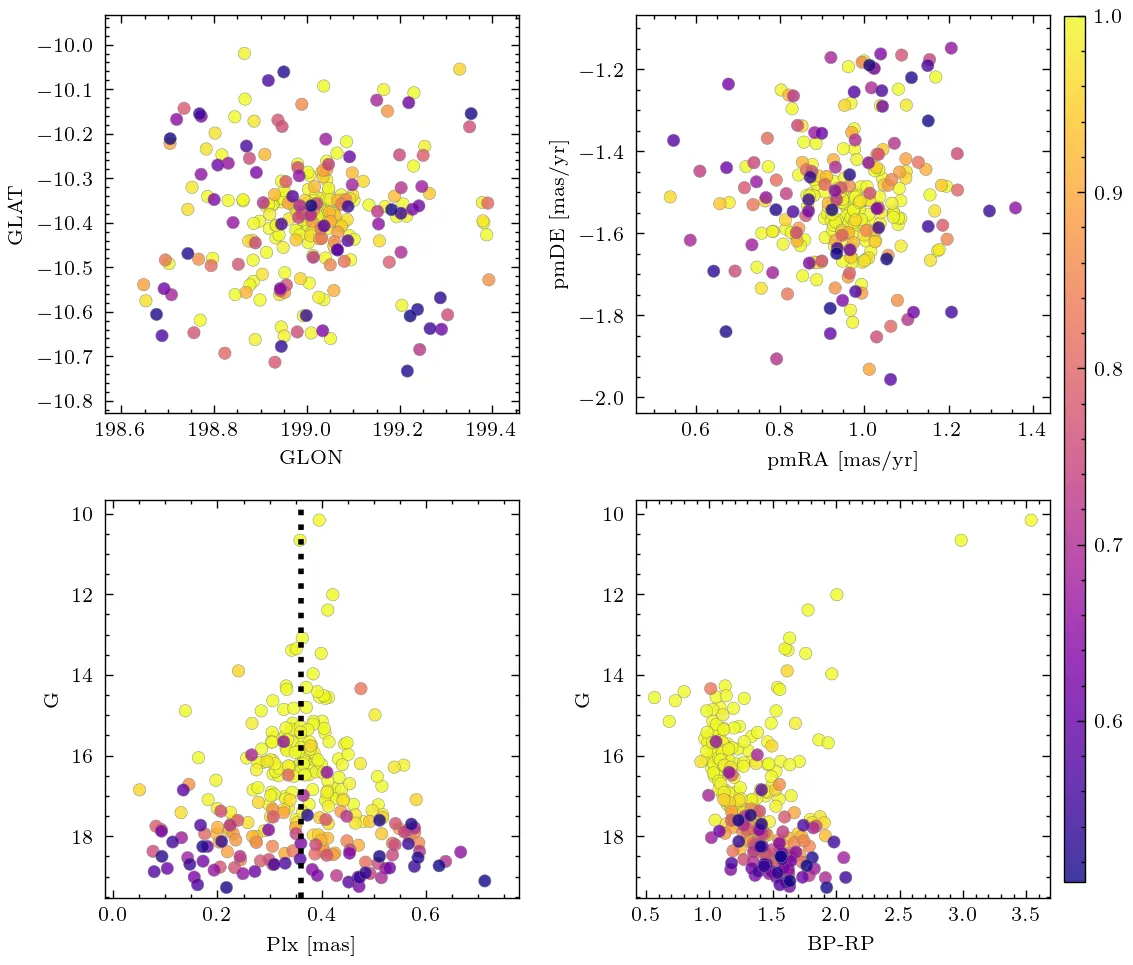 −10.0
−10.1
−10.2
−10.3
−10.4
−10.5
−10.6
−10.7
−10.8
GLAT
198.6 198.8 199.0 199.2 199.4
GLON
−1.2
−1.4
−1.6
−1.8
−2.0
pmDE [mas/yr]
0.6 0.8 1.0 1.2 1.4
pmRA [mas/yr]
1.0
0.9
0.8
0.7
0.6
10
12
14
16
18
G
0.0 0.2 0.4 0.6
Plx [mas]
10
12
14
16
18
G
0.5 1.0 1.5 2.0 2.5 3.0 3.5
BP-RP